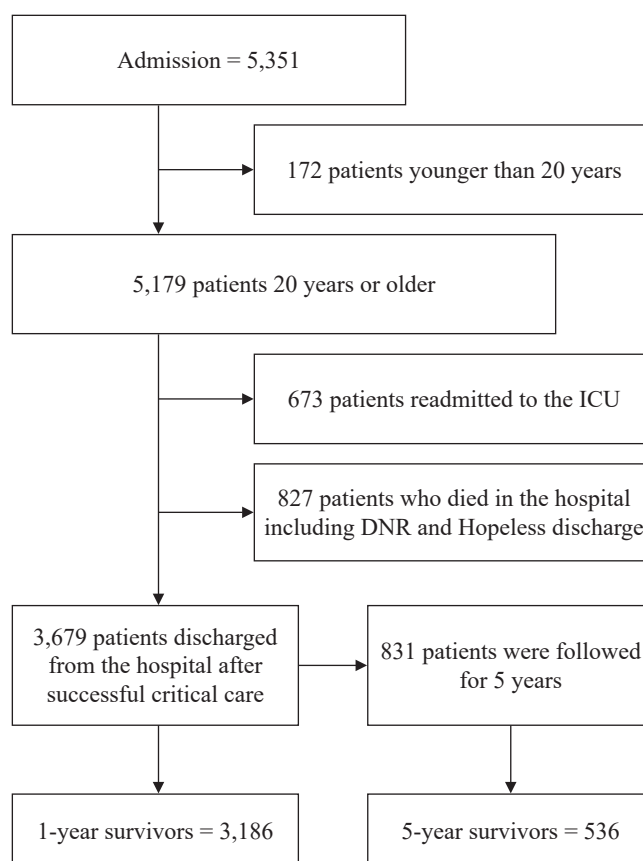 Admission = 5,351
172 patients younger than 20 years
5,179 patients 20 years or older
673 patients readmitted to the ICU
827 patients who died in the hospital
including DNR and Hopeless discharge
3,679 patients discharged
from the hospital after
successful critical care
831 patients were followed
for 5 years
1-year survivors = 3,186
5-year survivors = 536